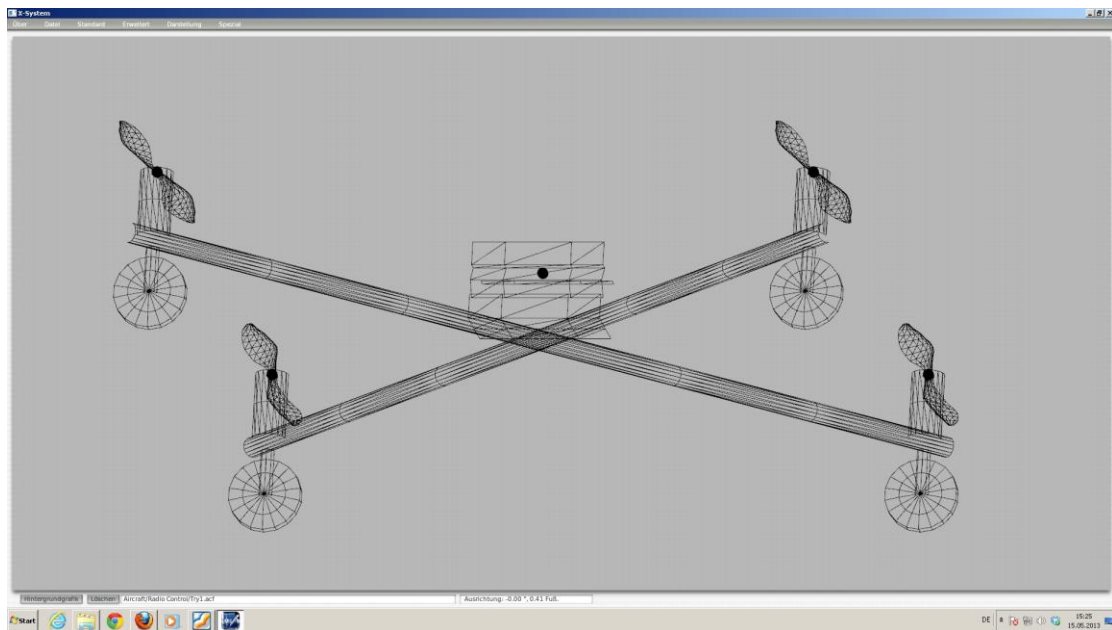 X-System
Über Datei Standard Erweitert Darstellung Spezial
Hintergrundgrafik Löschen Aircraft/Radio Control/Try1.acf Ausrichtung: -0.00 °, 0.41 Fuß.
Start DE 15:25
15.05.2013